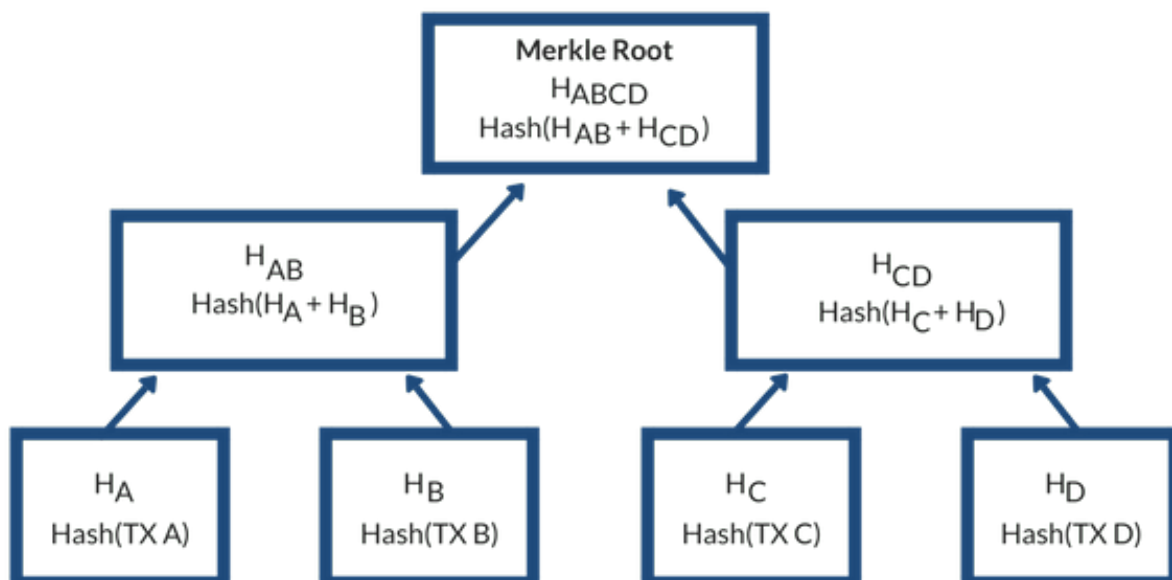 Merkle Root
HABCD
Hash(HAB + HCD)
HAB
Hash(HA + HB)
HCD
Hash(HC + HD)
HA
Hash(TX A)
HB
Hash(TX B)
HC
Hash(TX C)
HD
Hash(TX D)